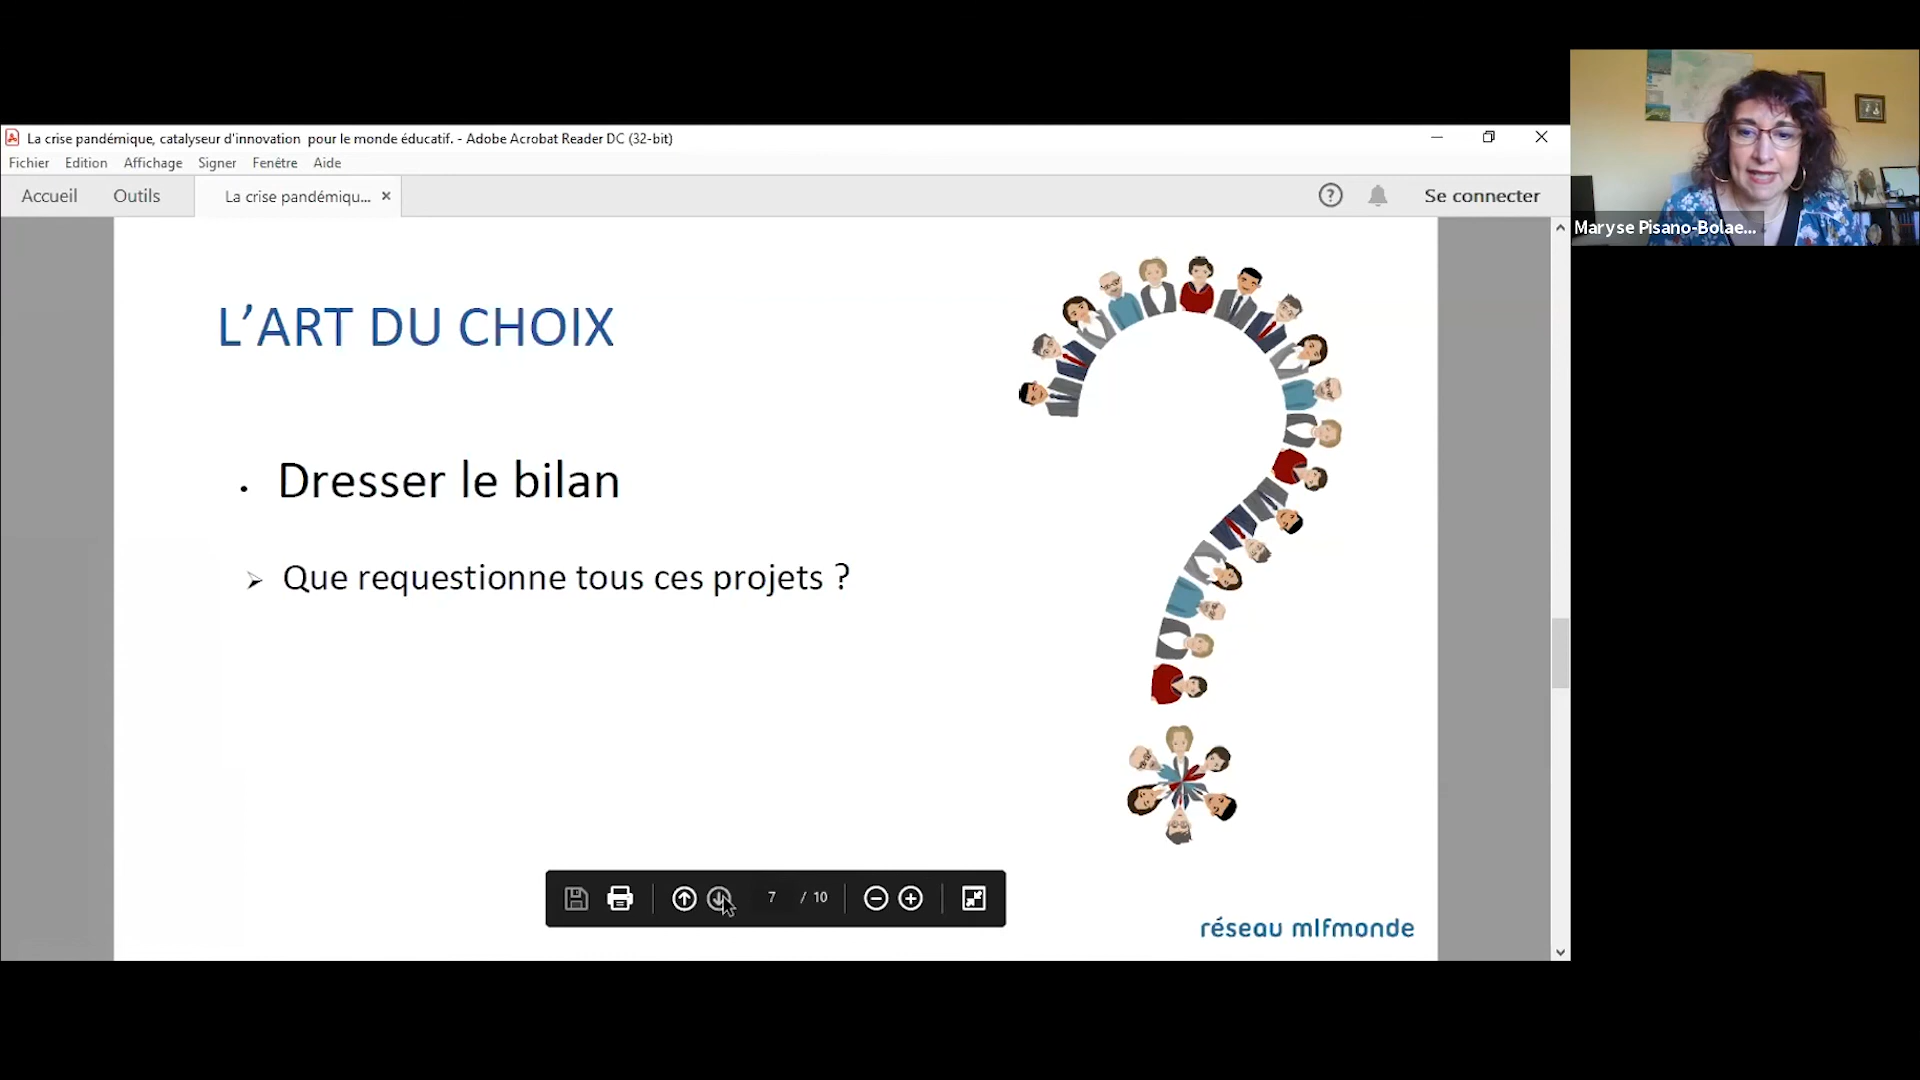 La crise pandémique, catalyseur d'innovation pour le monde éducatif. - Adobe Acrobat Reader DC (32-bit)
Fichier Edition Affichage Signer Fenêtre Aide
Accueil Outils La crise pandémiqu... Se connecter
Maryse Pisano-Bolae...
L'ART DU CHOIX
• Dresser le bilan
➢ Que requestionne tous ces projets ?
7 / 10
réseau mlfmonde